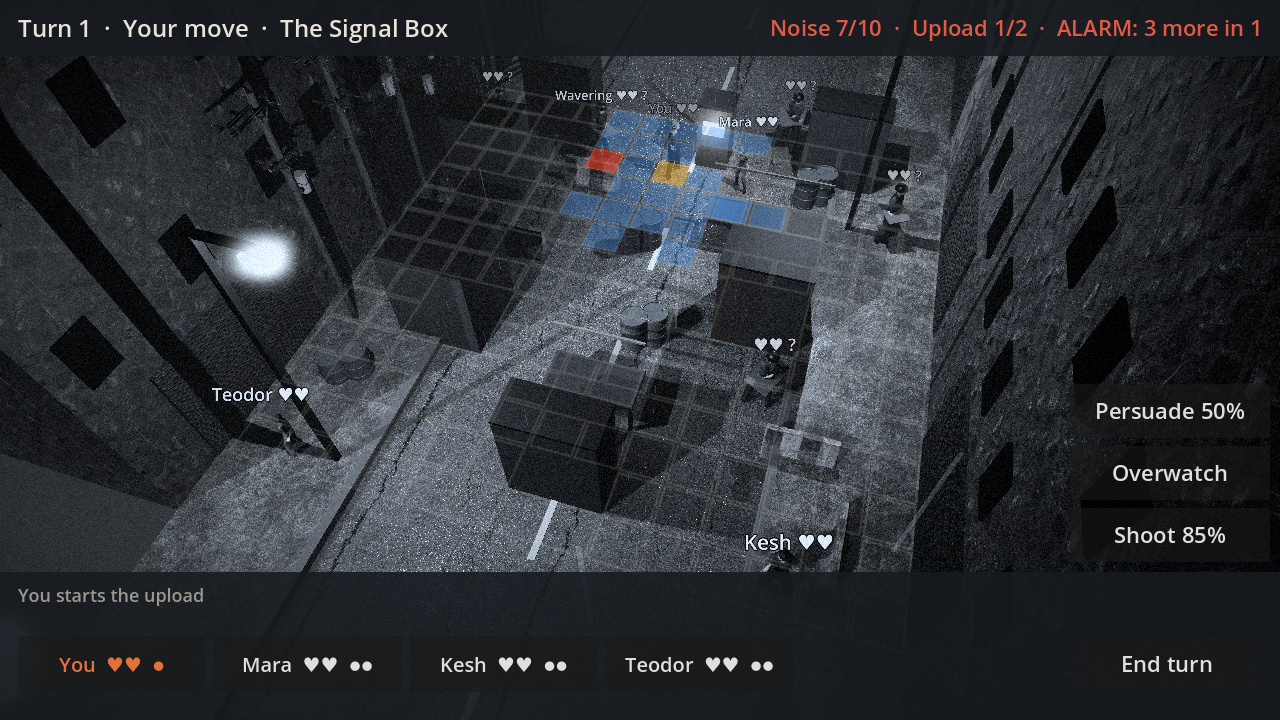 Turn 1 · Your move · The Signal Box
Noise 7/10 · Upload 1/2 · ALARM: 3 more in 1
♥♥ ?
Wavering ♥♥ ?
You ♥♥
♥♥ ?
Mara ♥♥
♥♥ ?
♥♥ ?
Teodor ♥♥
Kesh ♥♥
Persuade 50%
Overwatch
Shoot 85%
You starts the upload
You ♥♥ ●
Mara ♥♥ ●●
Kesh ♥♥ ●●
Teodor ♥♥ ●●
End turn